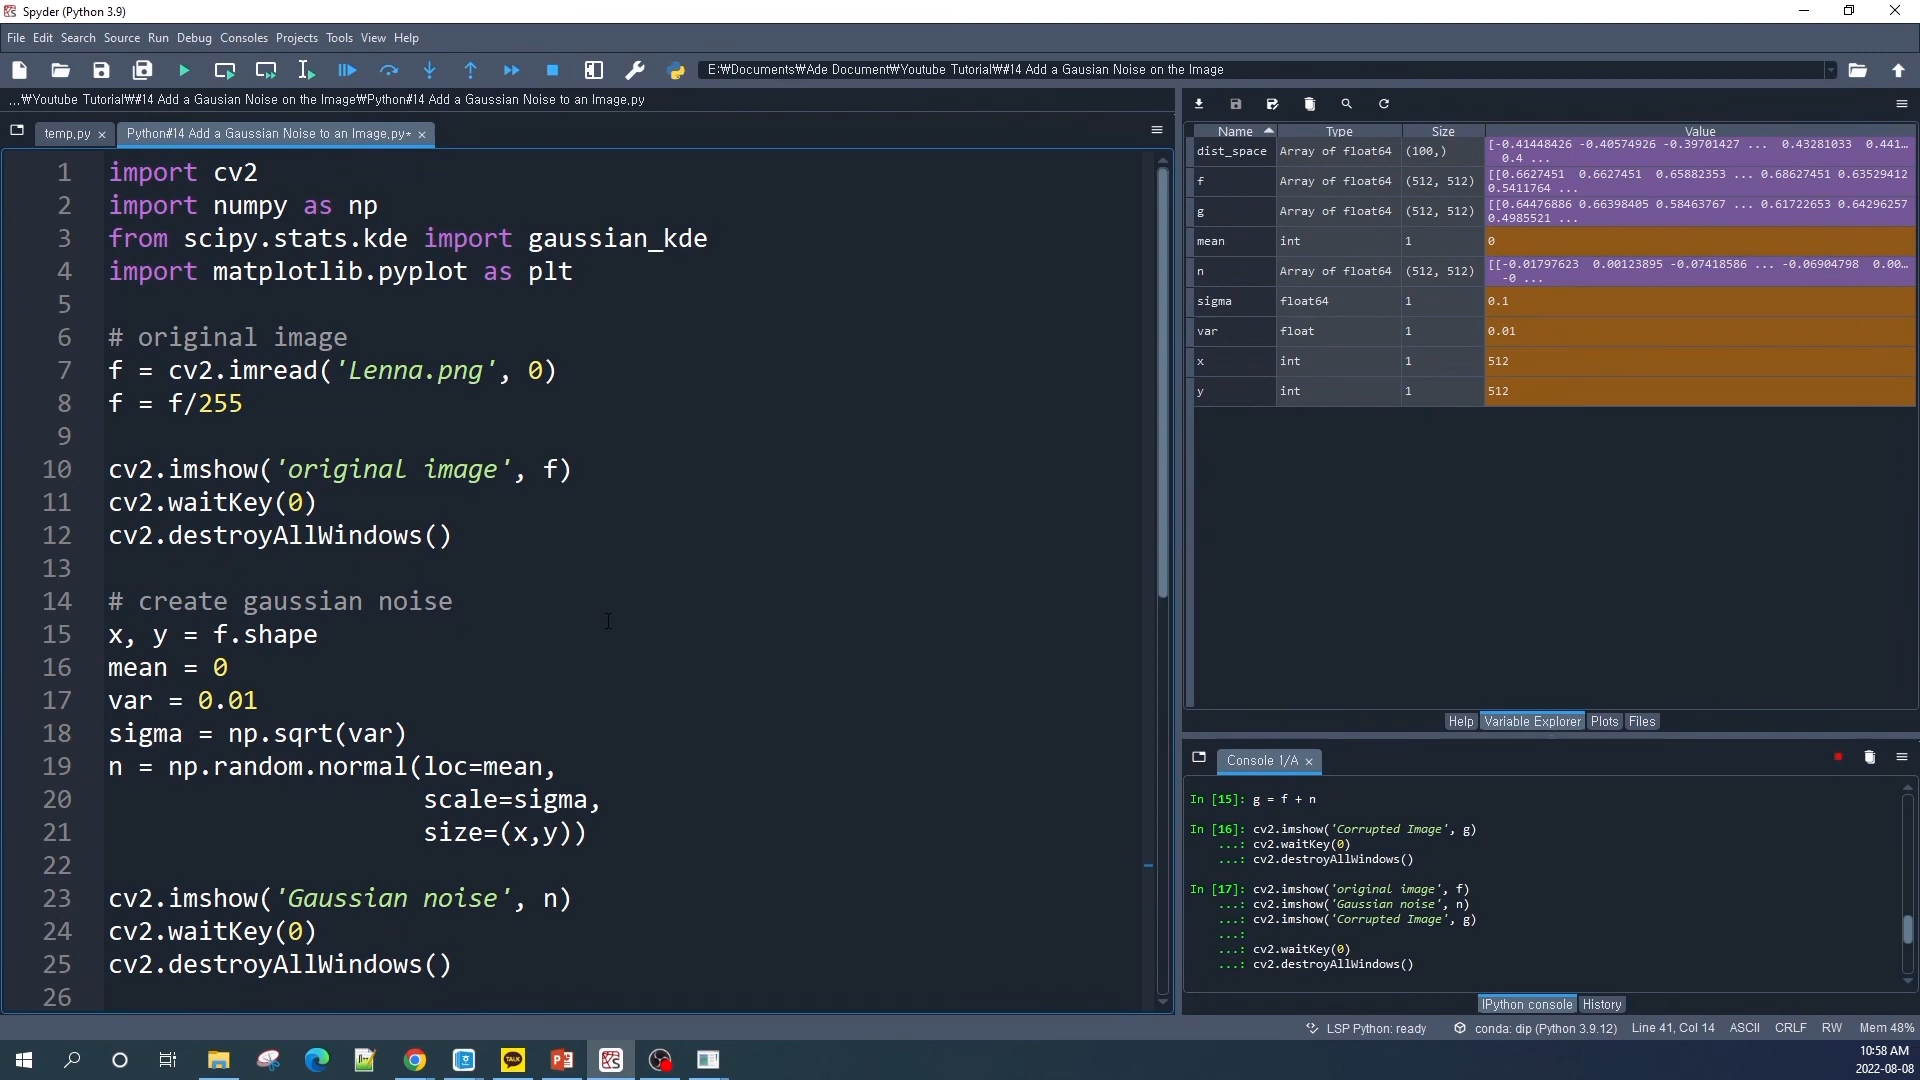 Spyder (Python 3.9)
File Edit Search Source Run Debug Consoles Projects Tools View Help
E:₩Documents₩Ade Document₩Youtube Tutorial₩#14 Add a Gausian Noise on the Image
...₩Youtube Tutorial₩#14 Add a Gausian Noise on the Image₩Python#14 Add a Gaussian Noise to an Image.py
temp.py Python#14 Add a Gaussian Noise to an Image.py*
1 import cv2
2 import numpy as np
3 from scipy.stats.kde import gaussian_kde
4 import matplotlib.pyplot as plt
5
6 # original image
7 f = cv2.imread('Lenna.png', 0)
8 f = f/255
9
10 cv2.imshow('original image', f)
11 cv2.waitKey(0)
12 cv2.destroyAllWindows()
13
14 # create gaussian noise
15 x, y = f.shape
16 mean = 0
17 var = 0.01
18 sigma = np.sqrt(var)
19 n = np.random.normal(loc=mean,
20 scale=sigma,
21 size=(x,y))
22
23 cv2.imshow('Gaussian noise', n)
24 cv2.waitKey(0)
25 cv2.destroyAllWindows()
26
Name Type Size Value
dist_space Array of float64 (100,) [-0.41448426 -0.40574926 -0.39701427 ... 0.43281033 0.441…
0.4 ...
f Array of float64 (512, 512) [[0.6627451 0.6627451 0.65882353 ... 0.68627451 0.63529412
0.5411764 ...
g Array of float64 (512, 512) [[0.64476886 0.66398405 0.58463767 ... 0.61722653 0.64296257
0.4985521 ...
mean int 1 0
n Array of float64 (512, 512) [[-0.01797623 0.00123895 -0.07418586 ... -0.06904798 0.00…
-0 ...
sigma float64 1 0.1
var float 1 0.01
x int 1 512
y int 1 512
Help Variable Explorer Plots Files
Console 1/A
In [15]: g = f + n
In [16]: cv2.imshow('Corrupted Image', g)
...: cv2.waitKey(0)
...: cv2.destroyAllWindows()
In [17]: cv2.imshow('original image', f)
...: cv2.imshow('Gaussian noise', n)
...: cv2.imshow('Corrupted Image', g)
...:
...: cv2.waitKey(0)
...: cv2.destroyAllWindows()
IPython console History
LSP Python: ready conda: dip (Python 3.9.12) Line 41, Col 14 ASCII CRLF RW Mem 48%
TALK
10:58 AM
2022-08-08